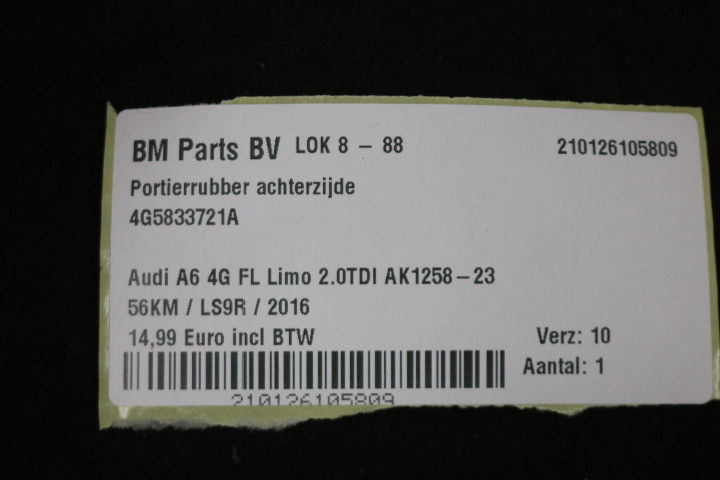 BM Parts BV LOK 8 - 88 210126105809
Portierrubber achterzijde
4G5833721A
Audi A6 4G FL Limo 2.0TDI AK1258-23
56KM / LS9R / 2016
14,99 Euro incl BTW Verz: 10
Aantal: 1
210126105809